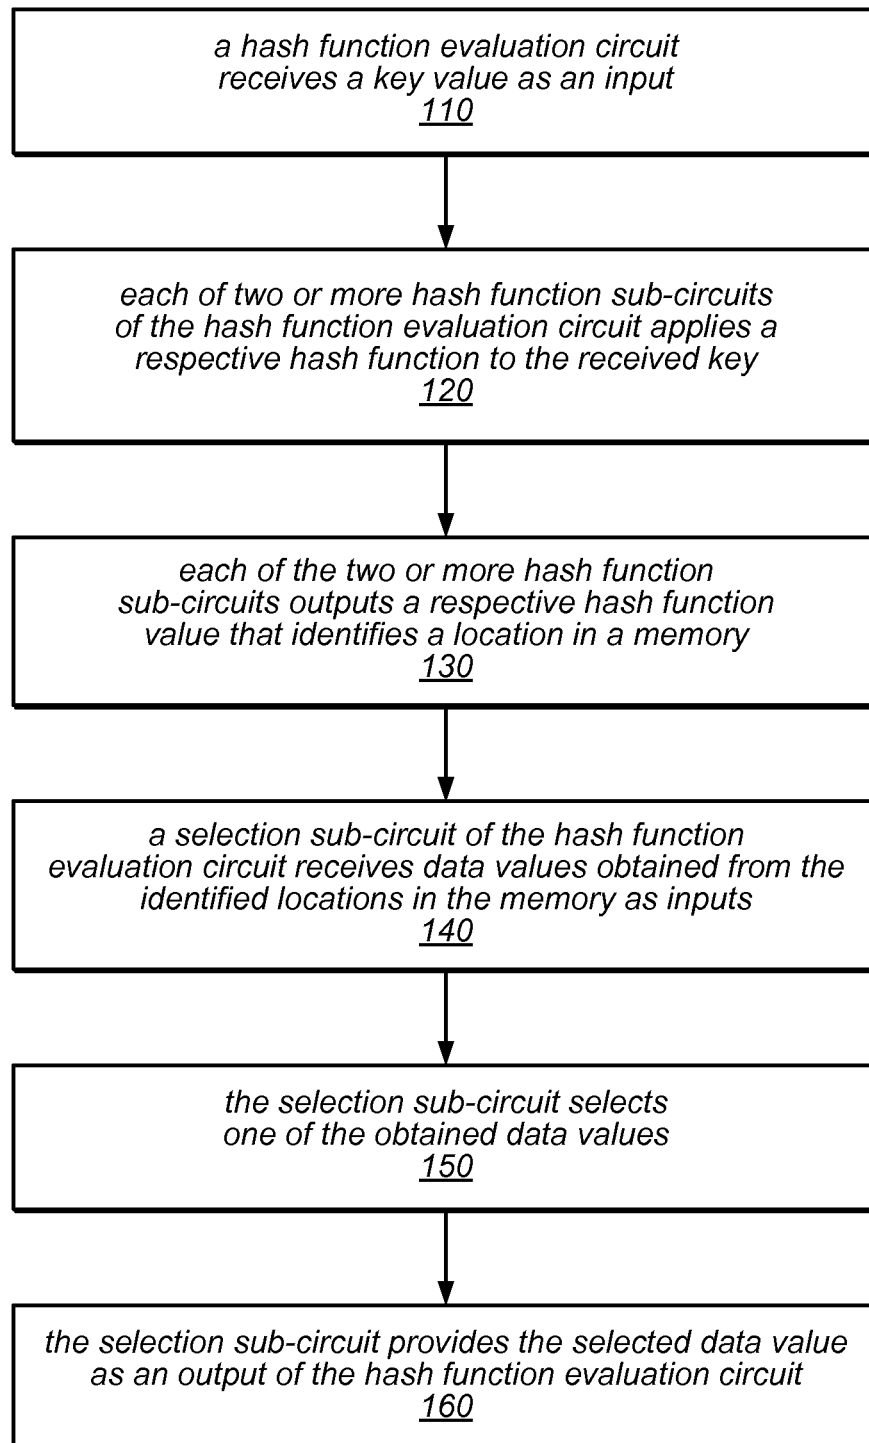 a hash function evaluation circuit
receives a key value as an input
110
each of two or more hash function sub-circuits
of the hash function evaluation circuit applies a
respective hash function to the received key
120
each of the two or more hash function
sub-circuits outputs a respective hash function
value that identifies a location in a memory
130
a selection sub-circuit of the hash function
evaluation circuit receives data values obtained from the
identified locations in the memory as inputs
140
the selection sub-circuit selects
one of the obtained data values
150
the selection sub-circuit provides the selected data value
as an output of the hash function evaluation circuit
160